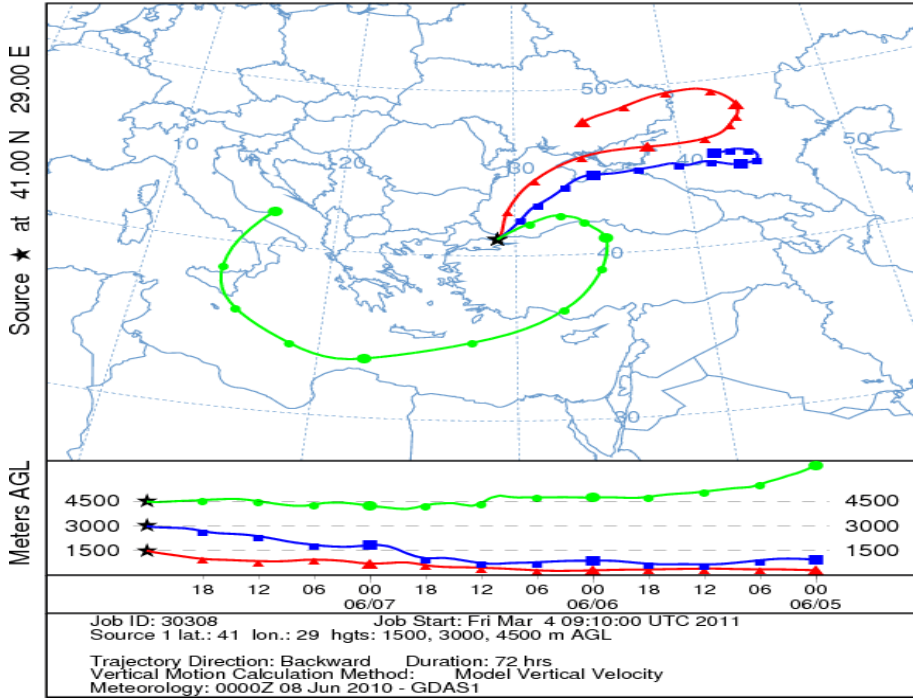 Source ★ at 41.00 N 29.00 E
50
50
10
20
30
40
40
30
30
Meters AGL
4500 4500
3000 3000
1500 1500
18 12 06 00 18 12 06 00 18 12 06 00
06/07 06/06 06/05
Job ID: 30308 Job Start: Fri Mar 4 09:10:00 UTC 2011
Source 1 lat.: 41 lon.: 29 hgts: 1500, 3000, 4500 m AGL
Trajectory Direction: Backward Duration: 72 hrs
Vertical Motion Calculation Method: Model Vertical Velocity
Meteorology: 0000Z 08 Jun 2010 - GDAS1